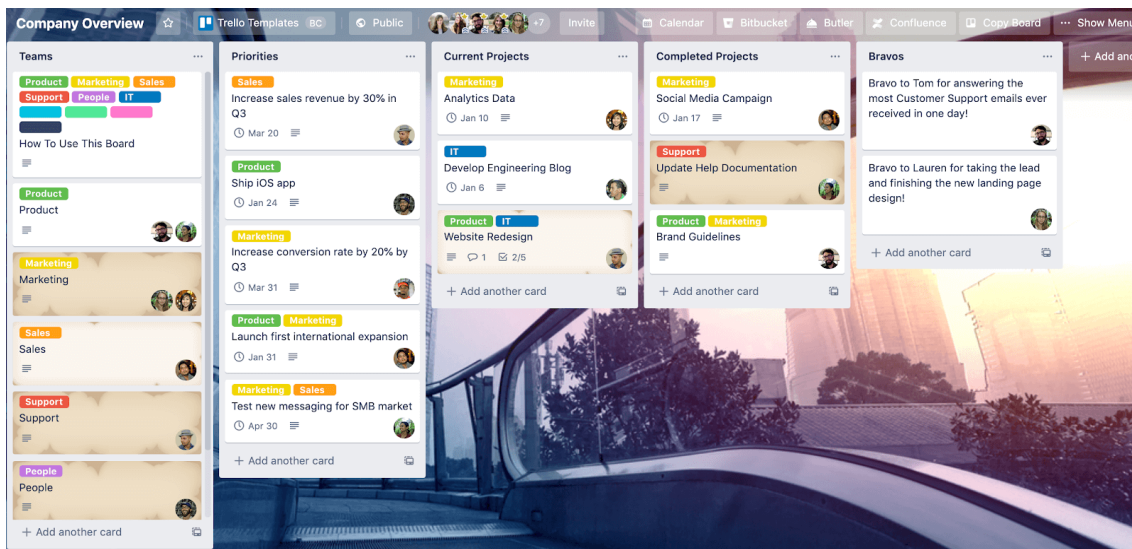 Company Overview
Trello Templates BC
Public
+7
Invite
Calendar
Bitbucket
Butler
Confluence
Copy Board
Show Menu
Teams
Product Marketing Sales
Support People IT
How To Use This Board
Product
Product
Marketing
Marketing
Sales
Sales
Support
Support
People
People
+ Add another card
Priorities
Sales
Increase sales revenue by 30% in
Q3
Mar 20
Product
Ship iOS app
Jan 24
Marketing
Increase conversion rate by 20% by
Q3
Mar 31
Product Marketing
Launch first international expansion
Jan 31
Marketing Sales
Test new messaging for SMB market
Apr 30
+ Add another card
Current Projects
Marketing
Analytics Data
Jan 10
IT
Develop Engineering Blog
Jan 6
Product IT
Website Redesign
1 2/5
+ Add another card
Completed Projects
Marketing
Social Media Campaign
Jan 17
Support
Update Help Documentation
Product Marketing
Brand Guidelines
+ Add another card
Bravos
Bravo to Tom for answering the
most Customer Support emails ever
received in one day!
Bravo to Lauren for taking the lead
and finishing the new landing page
design!
+ Add another card
+ Add